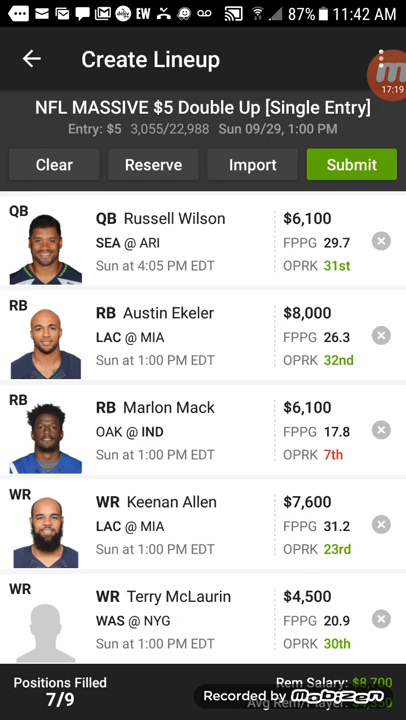 EW 87% 11:42 AM
Create Lineup
17:19
NFL MASSIVE $5 Double Up [Single Entry]
Entry: $5 3,055/22,988 Sun 09/29, 1:00 PM
Clear Reserve Import Submit
QB QB Russell Wilson $6,100
SEA @ ARI FPPG 29.7
Sun at 4:05 PM EDT OPRK 31st
RB RB Austin Ekeler $8,000
LAC @ MIA FPPG 26.3
Sun at 1:00 PM EDT OPRK 32nd
RB RB Marlon Mack $6,100
OAK @ IND FPPG 17.8
Sun at 1:00 PM EDT OPRK 7th
WR WR Keenan Allen $7,600
LAC @ MIA FPPG 31.2
Sun at 1:00 PM EDT OPRK 23rd
WR WR Terry McLaurin $4,500
WAS @ NYG FPPG 20.9
Sun at 1:00 PM EDT OPRK 30th
Positions Filled Rem Salary: $8,700
7/9 Avg Rem/Player:
Recorded by Mobizen